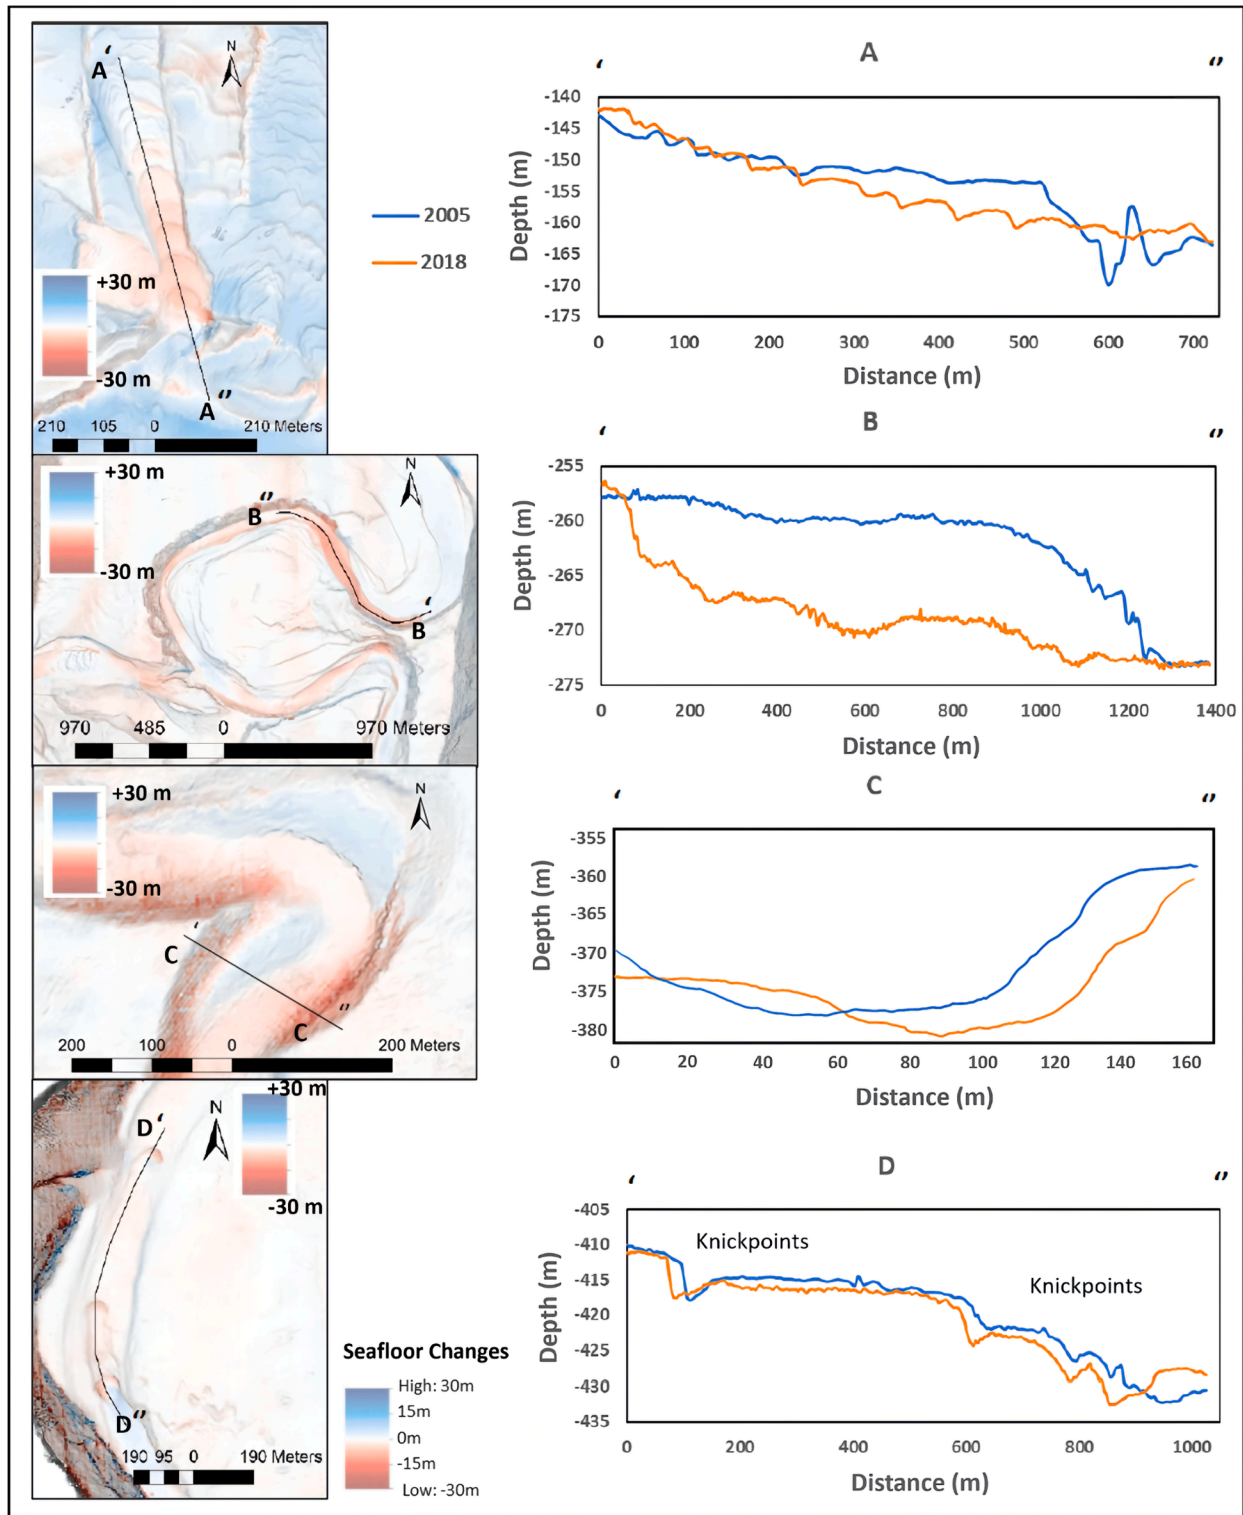 A
‘ ‘’
A ‘
N
+30 m
-30 m
A ‘’
210 105 0 210 Meters
2005
2018
-140
-145
-150
-155
-160
-165
-170
-175
Depth (m)
0 100 200 300 400 500 600 700
Distance (m)
B
‘ ‘’
+30 m
-30 m
N
‘’
B
‘
B
970 485 0 970 Meters
-255
-260
-265
-270
-275
Depth (m)
0 200 400 600 800 1000 1200 1400
Distance (m)
C
‘ ‘’
+30 m
-30 m
N
‘
C
‘’
C
200 100 0 200 Meters
-355
-360
-365
-370
-375
-380
Depth (m)
0 20 40 60 80 100 120 140 160
Distance (m)
D
‘ ‘’
+30 m
-30 m
N
D ‘
D ‘’
190 95 0 190 Meters
-405
-410
-415
-420
-425
-430
-435
Depth (m)
Knickpoints
Knickpoints
0 200 400 600 800 1000
Distance (m)
Seafloor Changes
High: 30m
15m
0m
-15m
Low: -30m